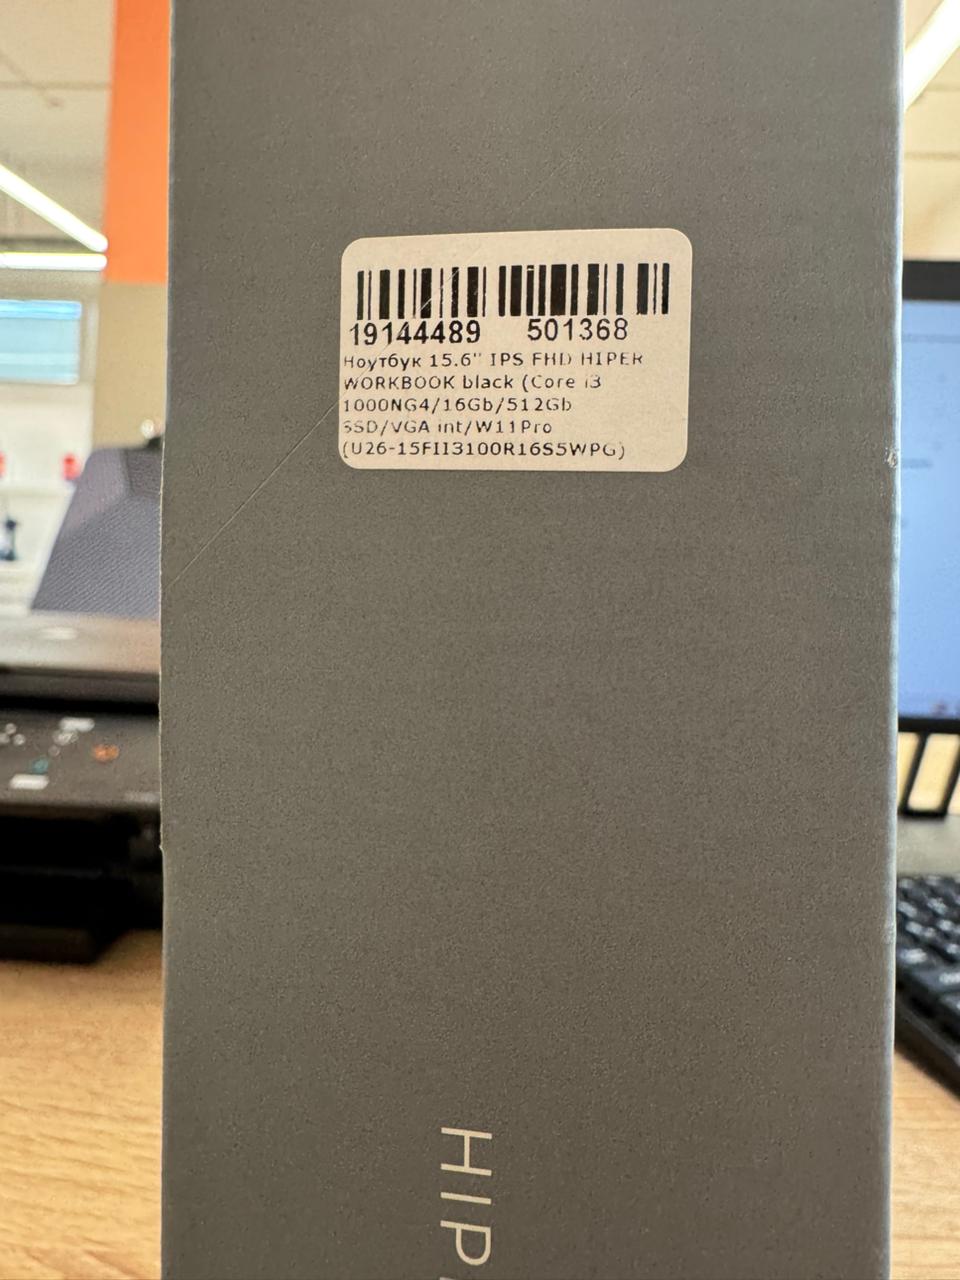 19144489 501368
Ноутбук 15.6" IPS FHD HIPER
WORKBOOK black (Core i3
1000NG4/16Gb/512Gb
SSD/VGA int/W11Pro
(U26-15FII3100R16S5WPG)
HIP